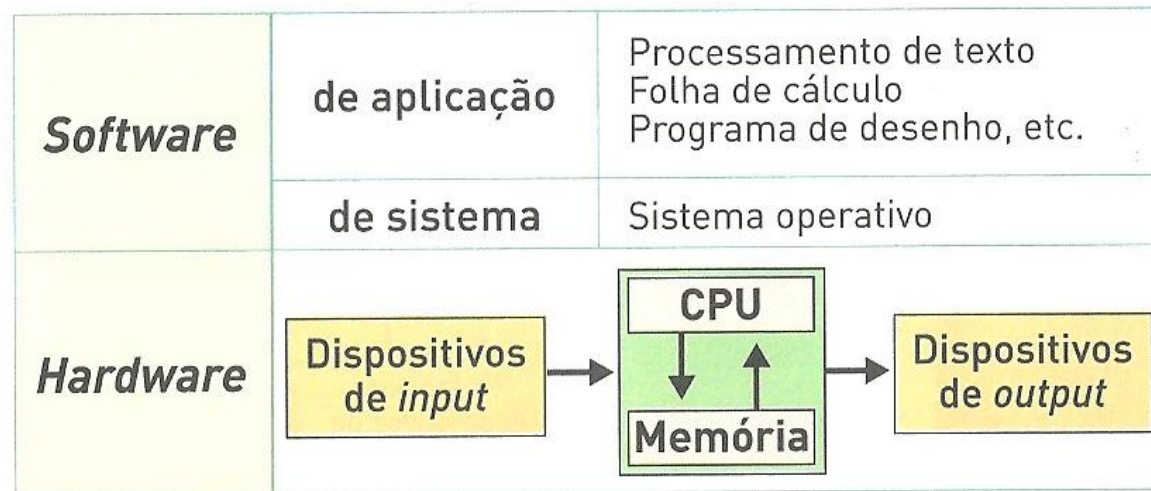 Software
de aplicação
Processamento de texto
Folha de cálculo
Programa de desenho, etc.
de sistema
Sistema operativo
Hardware
Dispositivos
de input
CPU
Memória
Dispositivos
de output